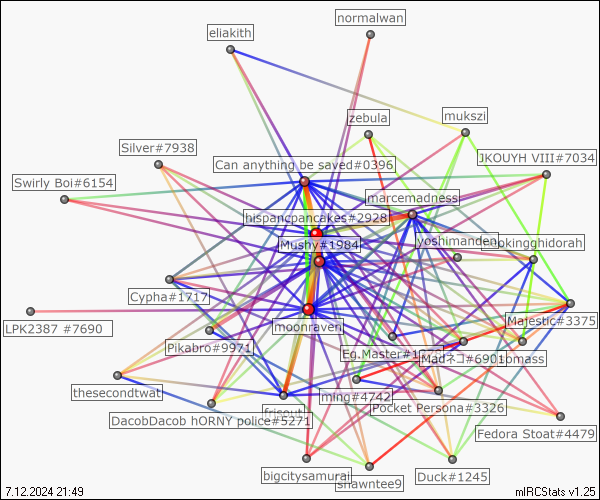 normalwan
eliakith
zebula
mukszi
Silver#7938
JKOUYH VIII#7034
Can anything be saved#0396
Swirly Boi#6154
marcemadness
hispancpancakes#2928
Mushy#1984
yoshimanden
okingghidorah
Cypha#1717
Majestic#3375
LPK2387 #7690
moonraven
Pikabro#9971
Eg.Master#1
Madネコ#6901
omass
thesecondtwat
ming#4742
Pocket Persona#3326
frisout
DacobDacob hORNY police#5271
Fedora Stoat#4479
bigcitysamurai
Duck#1245
shawntee9
7.12.2024 21:49
mIRCStats v1.25